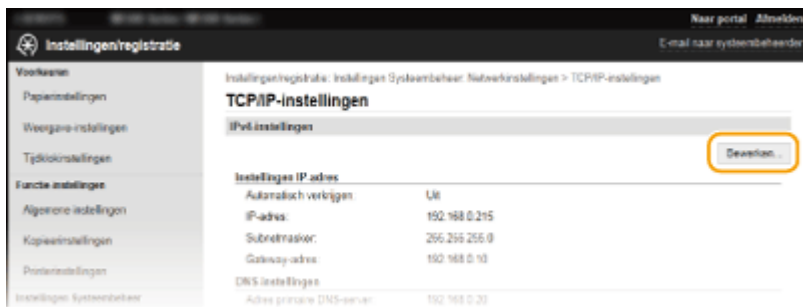 Naar portal Afmelden
Instellingen/registratie
E-mail naar systeembeheerder
Voorkeuren
Papierinstellingen
Weergave-instellingen
Tijdklokinstellingen
Functie-instellingen
Algemene instellingen
Kopieerinstellingen
Printerinstellingen
Instellingen Systeembeheer
Instellingen/registratie: Instellingen Systeembeheer: Netwerkinstellingen > TCP/IP-instellingen
TCP/IP-instellingen
IPv4-instellingen
Bewerken...
Instellingen IP-adres
Automatisch verkrijgen: Uit
IP-adres: 192.168.0.215
Subnetmasker: 255.255.255.0
Gateway-adres: 192.168.0.10
DNS-instellingen
Adres primaire DNS-server: 192.168.0.20